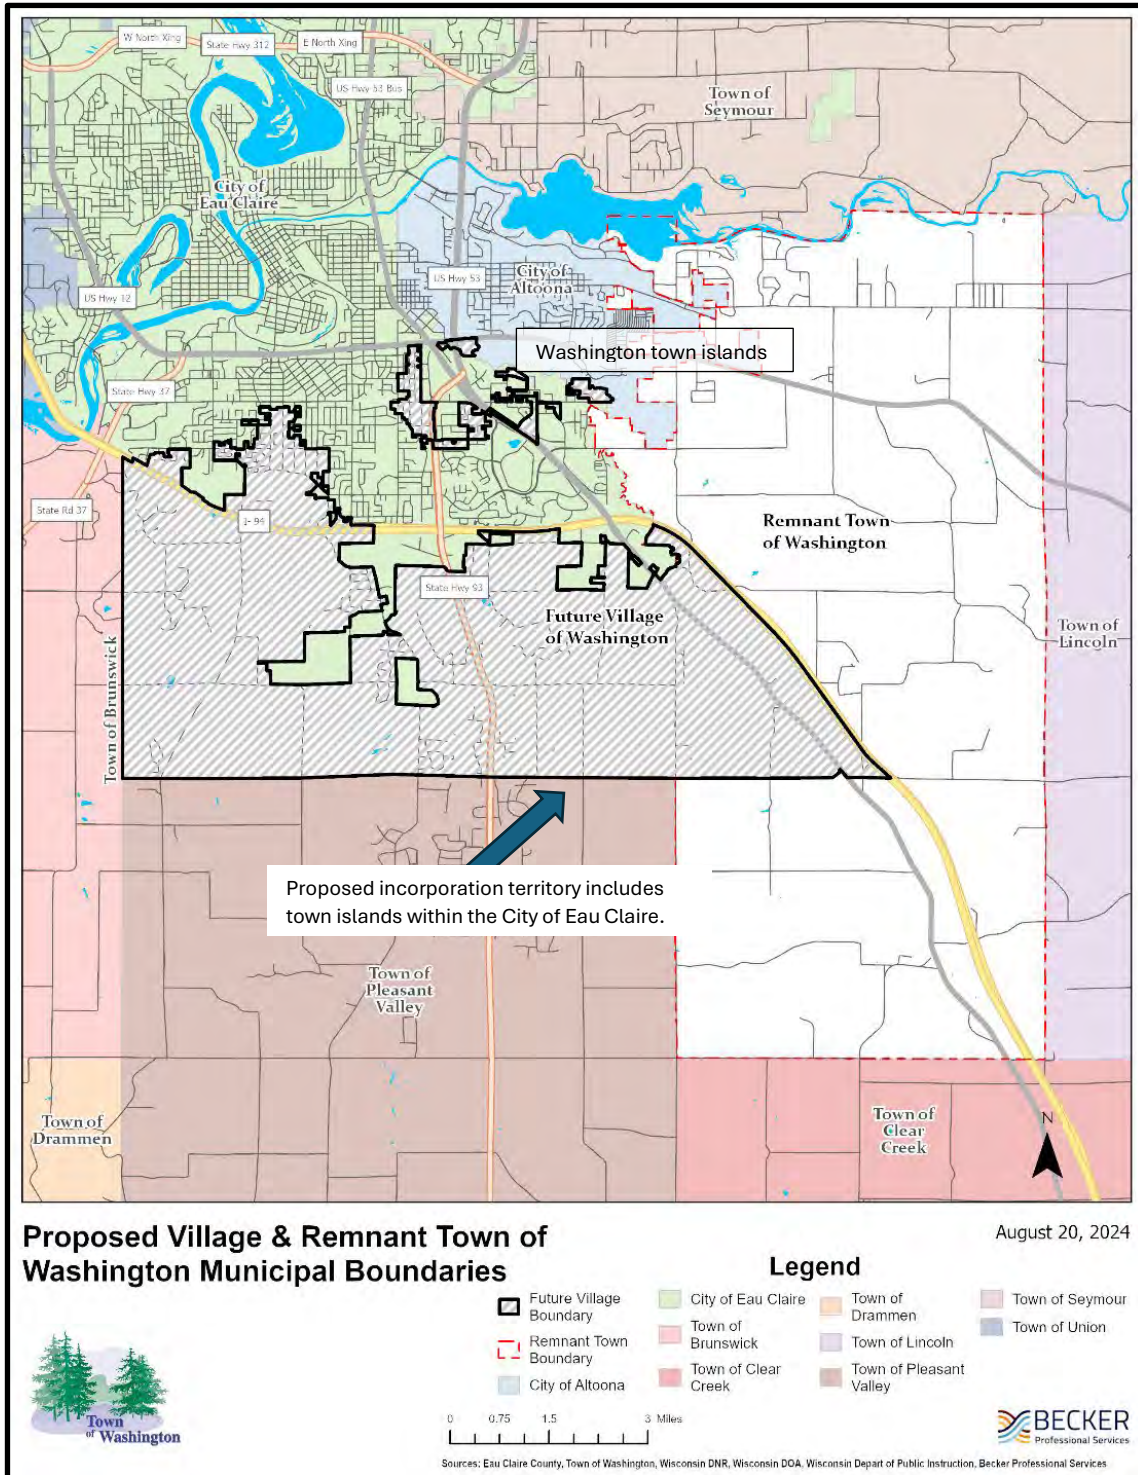 W North Xing
State Hwy 312
E North Xing
US Hwy 53 Bus
Town of
Seymour
City of
Eau Claire
US Hwy 53
City of
Altoona
US Hwy 12
Washington town islands
State Hwy 37
State Rd 37
I- 94
Remnant Town
of Washington
State Hwy 93
Future Village
of Washington
Town of
Lincoln
Town of Brunswick
Proposed incorporation territory includes
town islands within the City of Eau Claire.
Town of
Pleasant
Valley
Town of
Drammen
Town of
Clear
Creek
N
Proposed Village & Remnant Town of
Washington Municipal Boundaries
August 20, 2024
Legend
Future Village
Boundary
Remnant Town
Boundary
City of Altoona
City of Eau Claire
Town of
Brunswick
Town of Clear
Creek
Town of
Drammen
Town of Lincoln
Town of Pleasant
Valley
Town of Seymour
Town of Union
Town
of Washington
0 0.75 1.5 3 Miles
BECKER
Professional Services
Sources: Eau Claire County, Town of Washington, Wisconsin DNR, Wisconsin DOA, Wisconsin Depart of Public Instruction, Becker Professional Services